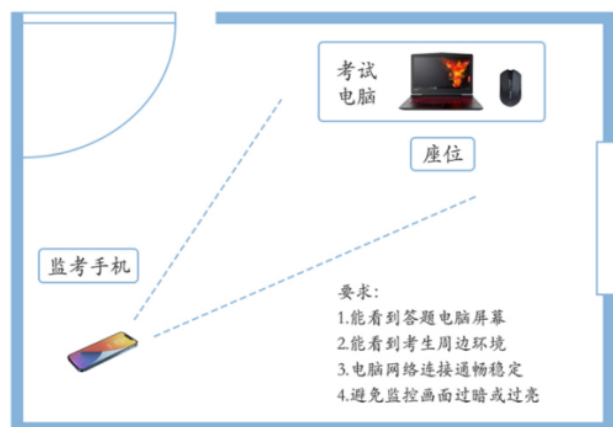 考试
电脑
座位
监考手机
要求：
1.能看到答题电脑屏幕
2.能看到考生周边环境
3.电脑网络连接通畅稳定
4.避免监控画面过暗或过亮